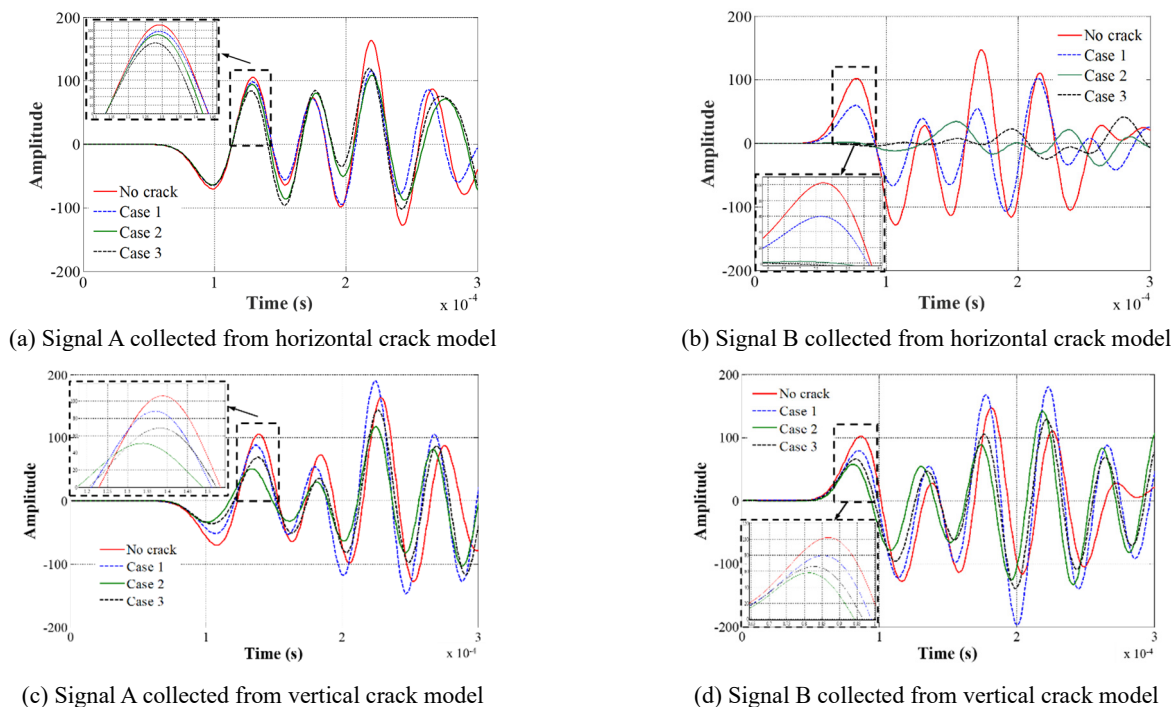 200
100
0
-100
-200
Amplitude
No crack
Case 1
Case 2
Case 3
0
1
2
3
Time (s)
x 10⁻⁴
(a) Signal A collected from horizontal crack model
200
100
0
-100
-200
Amplitude
No crack
Case 1
Case 2
Case 3
0
1
2
3
Time (s)
x 10⁻⁴
(b) Signal B collected from horizontal crack model
200
100
0
-100
-200
Amplitude
No crack
Case 1
Case 2
Case 3
0
1
2
3
Time (s)
x 10⁻⁴
(c) Signal A collected from vertical crack model
200
100
0
-100
-200
Amplitude
No crack
Case 1
Case 2
Case 3
0
1
2
3
Time (s)
x 10⁻⁴
(d) Signal B collected from vertical crack model